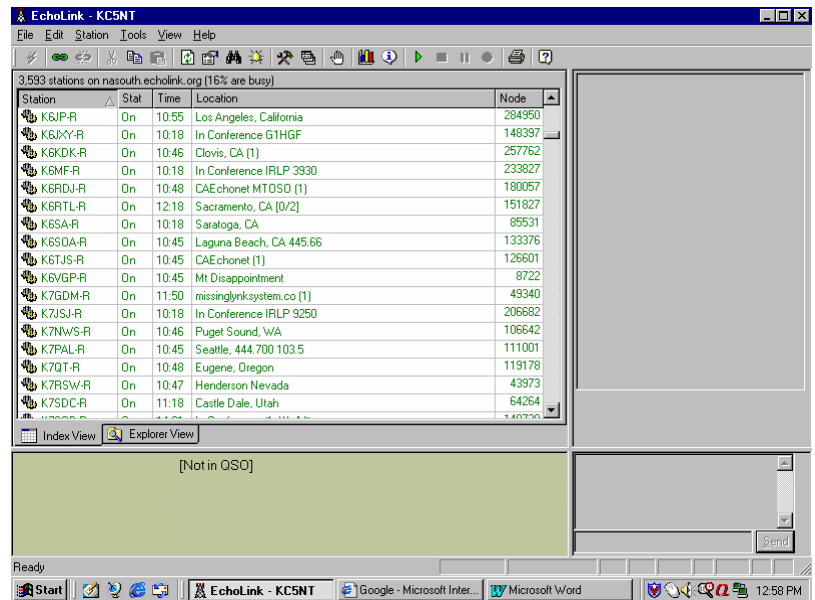 EchoLink - KC5NT
File Edit Station Tools View Help
3,593 stations on nasouth.echolink.org (16% are busy)
Station Stat Time Location Node
K6JP-R On 10:55 Los Angeles, California 284950
K6JXY-R On 10:18 In Conference G1HGF 148397
K6KDK-R On 10:46 Clovis, CA (1) 257762
K6MF-R On 10:18 In Conference IRLP 3930 233827
K6RDJ-R On 10:48 CAEchonet MTOSO (1) 180057
K6RTL-R On 12:18 Sacramento, CA [0/2] 151827
K6SA-R On 10:18 Saratoga, CA 85531
K6SOA-R On 10:45 Laguna Beach, CA 445.66 133376
K6TJS-R On 10:45 CAEchonet (1) 126601
K6VGP-R On 10:45 Mt Disappointment 8722
K7GDM-R On 11:50 missinglynksystem.co (1) 49340
K7JSJ-R On 10:18 In Conference IRLP 9250 206682
K7NWS-R On 10:46 Puget Sound, WA 106642
K7PAL-R On 10:45 Seattle, 444.700 103.5 111001
K7QT-R On 10:48 Eugene, Oregon 119178
K7RSW-R On 10:47 Henderson Nevada 43973
K7SDC-R On 11:18 Castle Dale, Utah 64264
Index View Explorer View
[Not in QSO]
Send
Ready
Start EchoLink - KC5NT Google - Microsoft Inter... Microsoft Word 12:58 PM